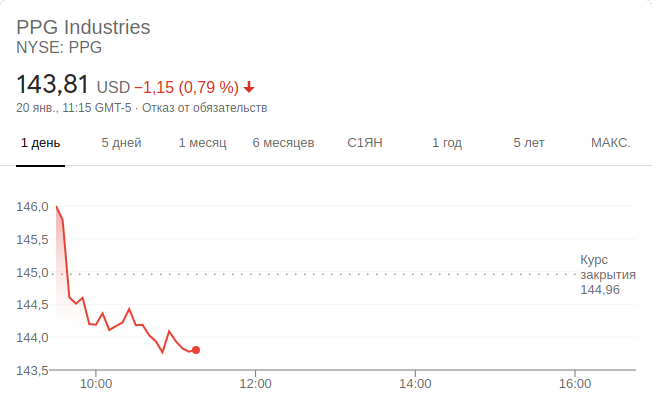 PPG Industries
NYSE: PPG
143,81 USD −1,15 (0,79 %)
20 янв., 11:15 GMT-5 · Отказ от обязательств
1 день 5 дней 1 месяц 6 месяцев С1ЯН 1 год 5 лет МАКС.
146,0
145,5
145,0
144,5
144,0
143,5
Курс
закрытия
144,96
10:00 12:00 14:00 16:00